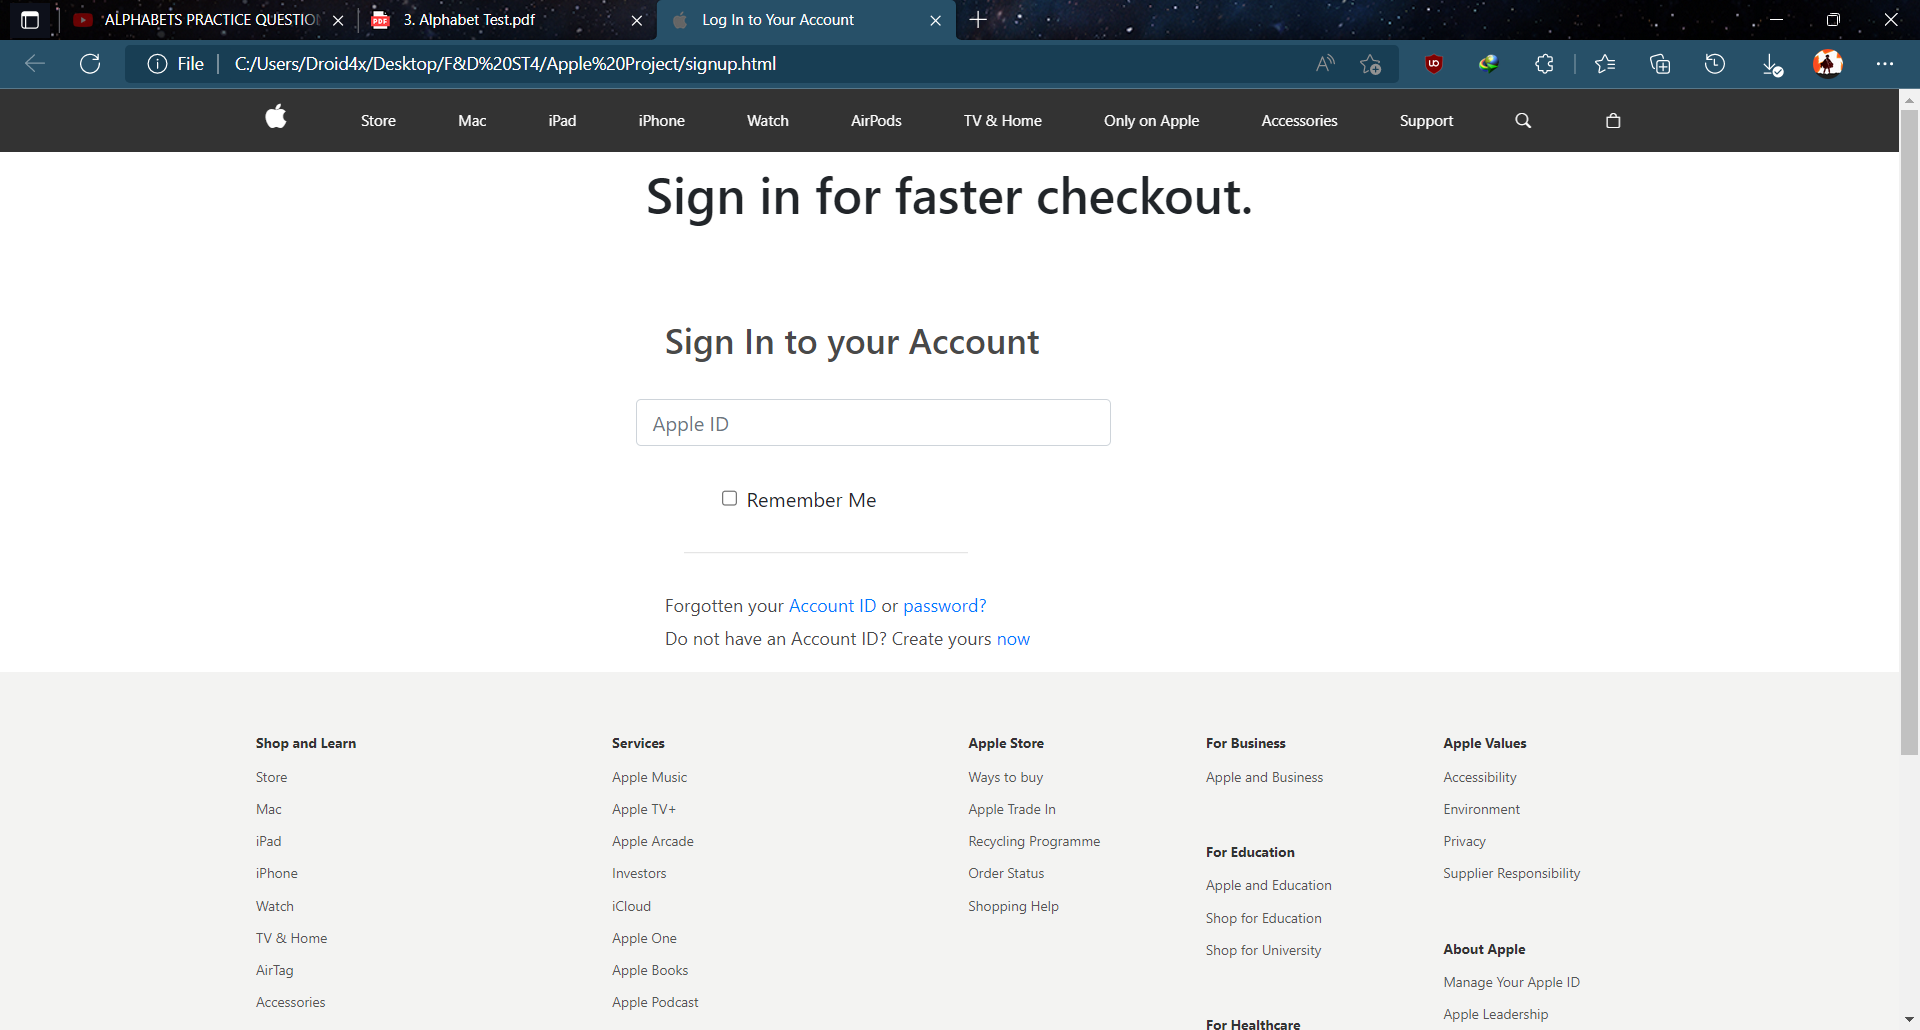 ALPHABETS PRACTICE QUESTIO
3. Alphabet Test.pdf
Log In to Your Account
File
C:/Users/Droid4x/Desktop/F&D%20ST4/Apple%20Project/signup.html
Store Mac iPad iPhone Watch AirPods TV & Home Only on Apple Accessories Support
Sign in for faster checkout.
Sign In to your Account
Apple ID
Remember Me
Forgotten your Account ID or password?
Do not have an Account ID? Create yours now
Shop and Learn
Store
Mac
iPad
iPhone
Watch
TV & Home
AirTag
Accessories
Services
Apple Music
Apple TV+
Apple Arcade
Investors
iCloud
Apple One
Apple Books
Apple Podcast
Apple Store
Ways to buy
Apple Trade In
Recycling Programme
Order Status
Shopping Help
For Business
Apple and Business
For Education
Apple and Education
Shop for Education
Shop for University
For Healthcare
Apple Values
Accessibility
Environment
Privacy
Supplier Responsibility
About Apple
Manage Your Apple ID
Apple Leadership